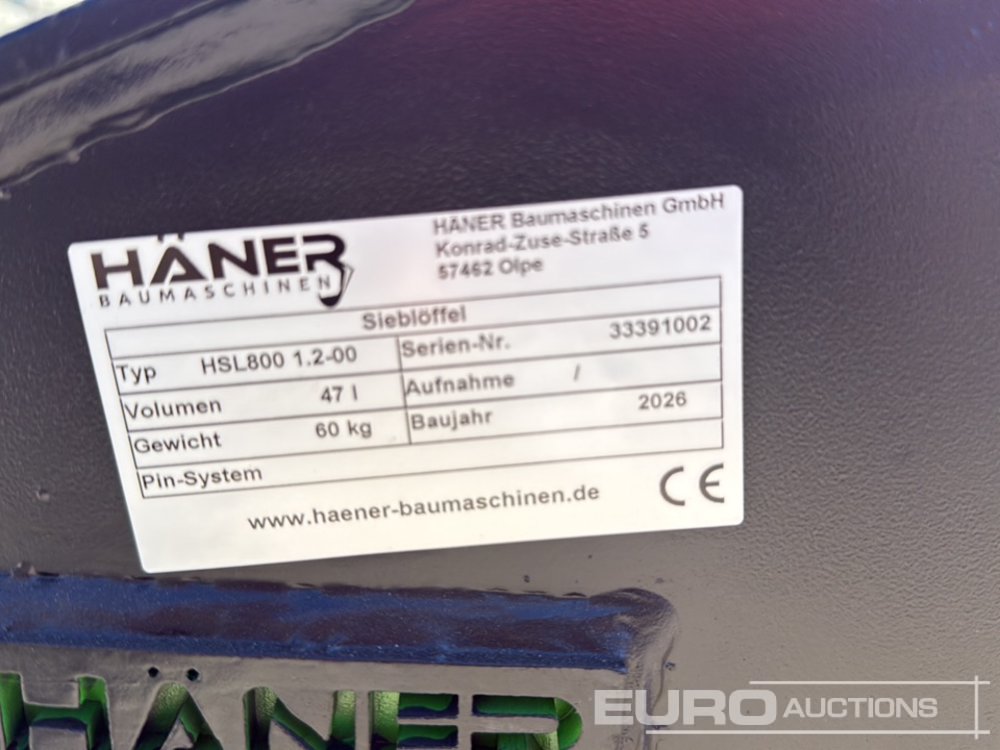 HÄNER
BAUMASCHINEN
HÄNER Baumaschinen GmbH
Konrad-Zuse-Straße 5
57462 Olpe
Sieblöffel
Typ HSL800 1.2-00 Serien-Nr. 33391002
Volumen 47 l Aufnahme /
Gewicht 60 kg Baujahr 2026
Pin-System
www.haener-baumaschinen.de
CE
HÄNER
EURO AUCTIONS